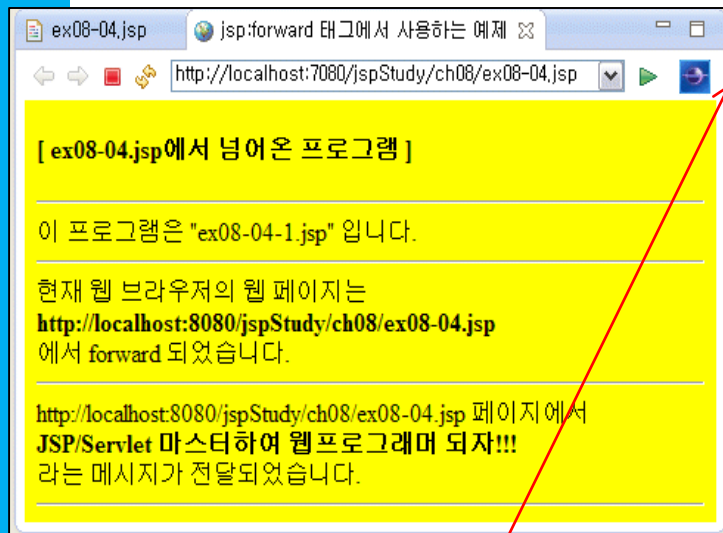 ex08-04.jsp
jsp:forward 태그에서 사용하는 예제
http://localhost:7080/jspStudy/ch08/ex08-04.jsp
[ ex08-04.jsp에서 넘어온 프로그램 ]
이 프로그램은 "ex08-04-1.jsp" 입니다.
현재 웹 브라우저의 웹 페이지는
http://localhost:8080/jspStudy/ch08/ex08-04.jsp
에서 forward 되었습니다.
http://localhost:8080/jspStudy/ch08/ex08-04.jsp 페이지에서
JSP/Servlet 마스터하여 웹프로그래머 되자!!!
라는 메시지가 전달되었습니다.